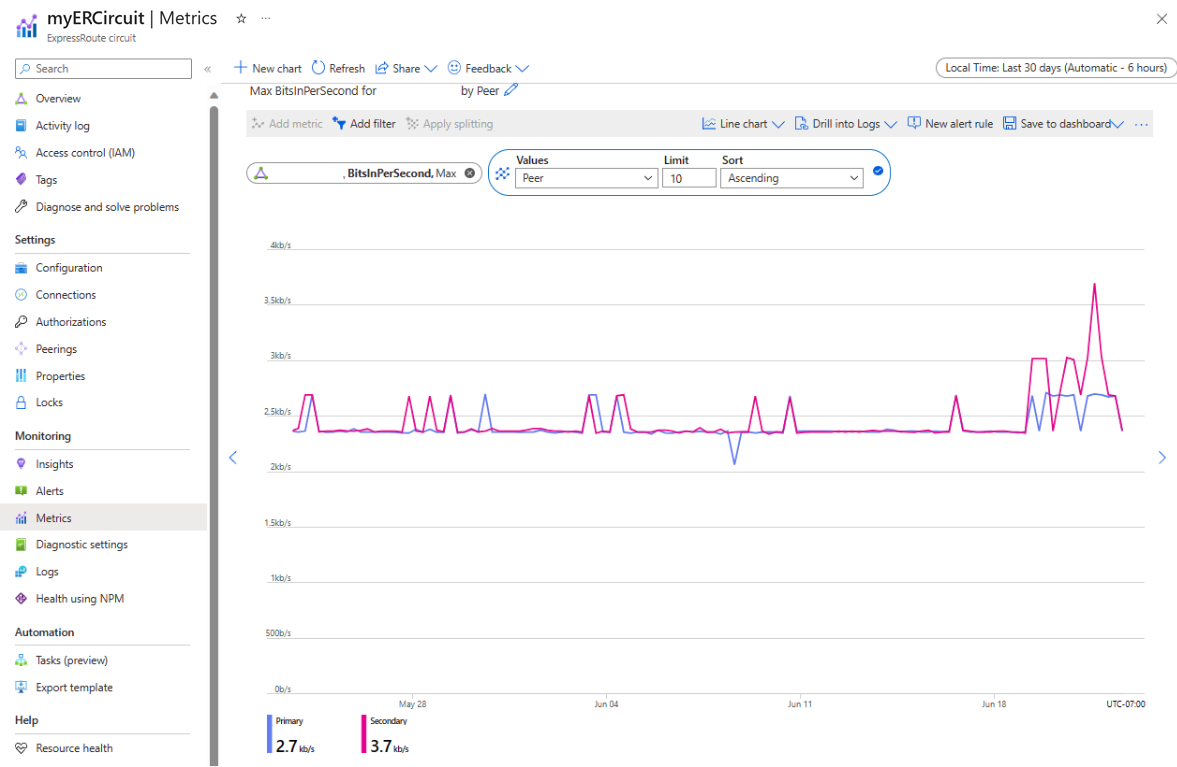 myERCircuit | Metrics
ExpressRoute circuit
Search
«
New chart
Refresh
Share
Feedback
Local Time: Last 30 days (Automatic - 6 hours)
Overview
Activity log
Access control (IAM)
Tags
Diagnose and solve problems
Settings
Configuration
Connections
Authorizations
Peerings
Properties
Locks
Monitoring
Insights
Alerts
Metrics
Diagnostic settings
Logs
Health using NPM
Automation
Tasks (preview)
Export template
Help
Resource health
Max BitsInPerSecond for by Peer
Add metric
Add filter
Apply splitting
Line chart
Drill into Logs
New alert rule
Save to dashboard
, BitsInPerSecond, Max
Values
Limit
Sort
Peer
10
Ascending
4kb/s
3.5kb/s
3kb/s
2.5kb/s
2kb/s
1.5kb/s
1kb/s
500b/s
0b/s
May 28
Jun 04
Jun 11
Jun 18
UTC-07:00
Primary
2.7 kb/s
Secondary
3.7 kb/s